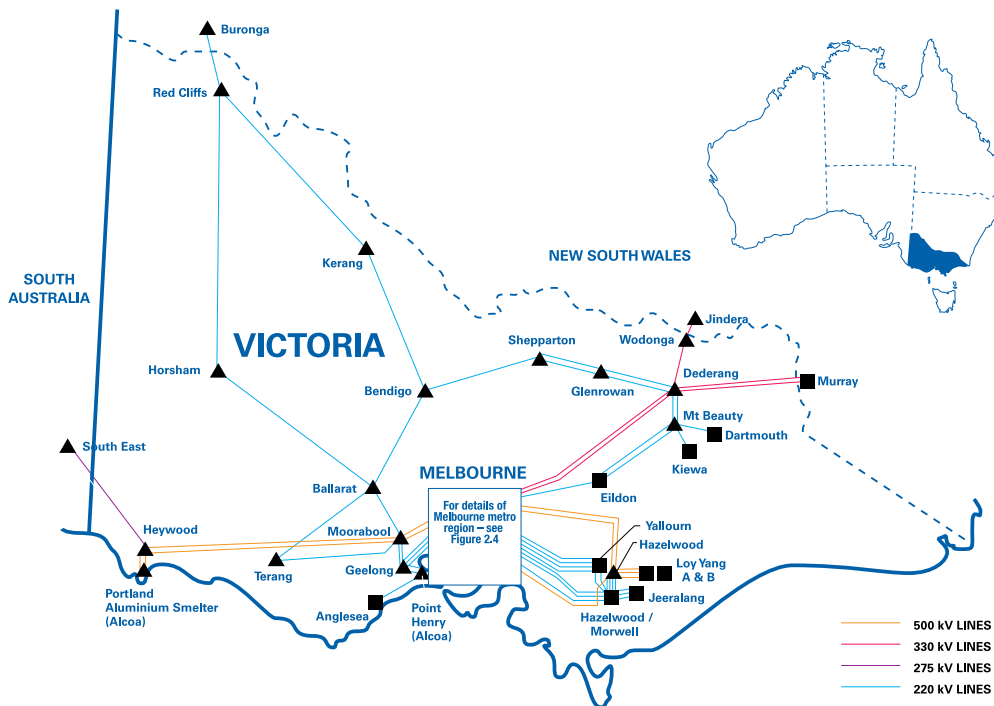 Buronga
Red Cliffs
Kerang
NEW SOUTH WALES
SOUTH
AUSTRALIA
VICTORIA
Jindera
Wodonga
Shepparton
Horsham
Glenrowan
Dederang
Murray
Bendigo
Mt Beauty
Dartmouth
South East
Kiewa
MELBOURNE
Eildon
Ballarat
For details of
Melbourne metro
region – see
Figure 2.4
Heywood
Moorabool
Yallourn
Hazelwood
Terang
Geelong
Loy Yang
A & B
Portland
Aluminium Smelter
(Alcoa)
Anglesea
Point
Henry
(Alcoa)
Jeeralang
Hazelwood /
Morwell
500 kV LINES
330 kV LINES
275 kV LINES
220 kV LINES